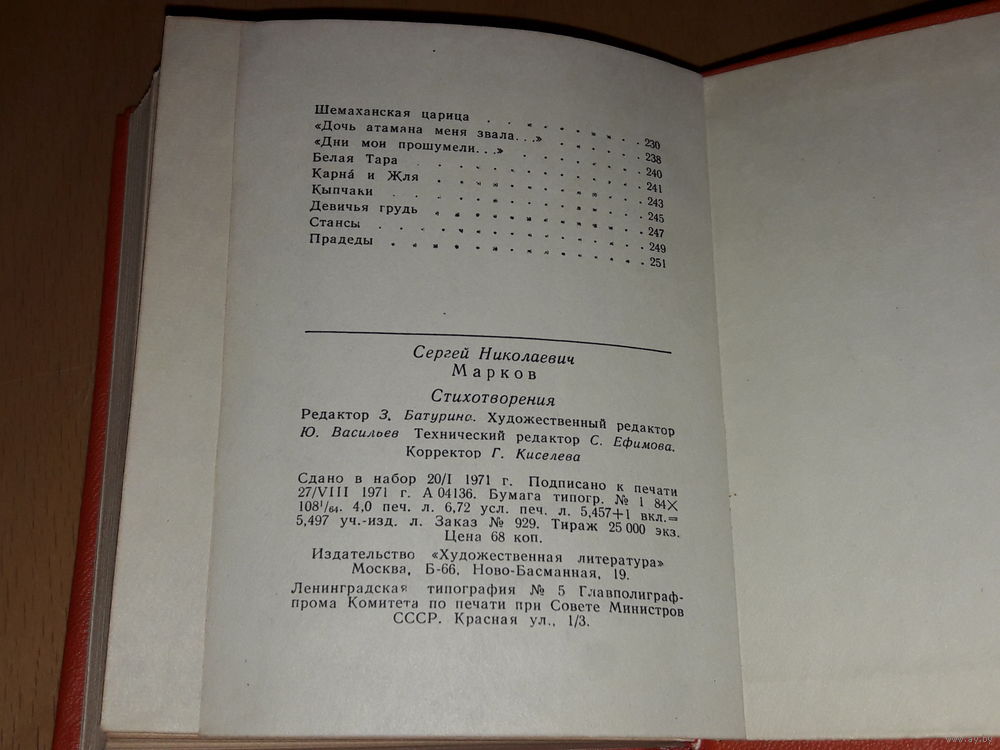 Шемаханская царица . . . . . . . . . . 230
«Дочь атамана меня звала. . .» . . . . . 238
«Дни мои прошумели. . .» . . . . . . . 240
Белая Тара . . . . . . . . . . . . . 241
Карна́ и Жля . . . . . . . . . . . . 243
Кыпчаки . . . . . . . . . . . . . . 245
Девичья грудь . . . . . . . . . . . . 247
Стансы . . . . . . . . . . . . . . 249
Прадеды . . . . . . . . . . . . . . 251
Сергей Николаевич
Марков
Стихотворения
Редактор З. Батурина. Художественный редактор
Ю. Васильев Технический редактор С. Ефимова.
Корректор Г. Киселева
Сдано в набор 20/I 1971 г. Подписано к печати
27/VIII 1971 г. А 04136. Бумага типогр. № 1 84×
108¹/₆₄. 4,0 печ. л. 6,72 усл. печ. л. 5,457+1 вкл.=
5,497 уч.-изд. л. Заказ № 929. Тираж 25 000 экз.
Цена 68 коп.
Издательство «Художественная литература»
Москва, Б-66, Ново-Басманная, 19.
Ленинградская типография № 5 Главполиграф-
прома Комитета по печати при Совете Министров
СССР. Красная ул., 1/3.
www.ay.by